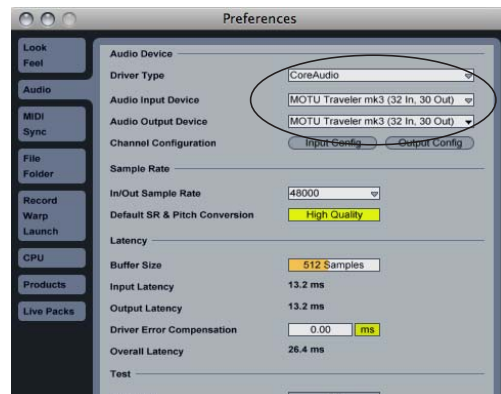 Preferences
Look
Feel
Audio
MIDI
Sync
File
Folder
Record
Warp
Launch
CPU
Products
Live Packs
Audio Device
Driver Type CoreAudio
Audio Input Device MOTU Traveler mk3 (32 In, 30 Out)
Audio Output Device MOTU Traveler mk3 (32 In, 30 Out)
Channel Configuration Input Config Output Config
Sample Rate
In/Out Sample Rate 48000
Default SR & Pitch Conversion High Quality
Latency
Buffer Size 512 Samples
Input Latency 13.2 ms
Output Latency 13.2 ms
Driver Error Compensation 0.00 ms
Overall Latency 26.4 ms
Test